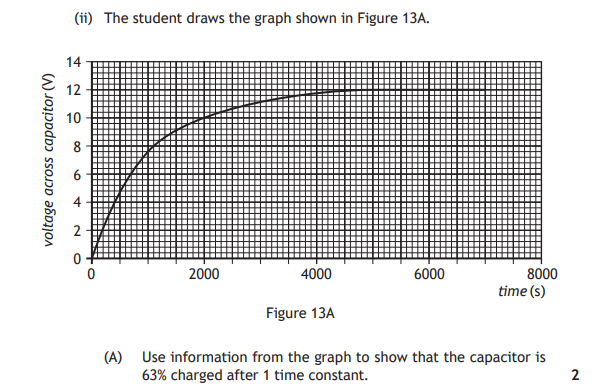 (ii) The student draws the graph shown in Figure 13A.
voltage across capacitor (V)
14
12
10
8
6
4
2
0
0 2000 4000 6000 8000
time (s)
Figure 13A
(A) Use information from the graph to show that the capacitor is
63% charged after 1 time constant. 2